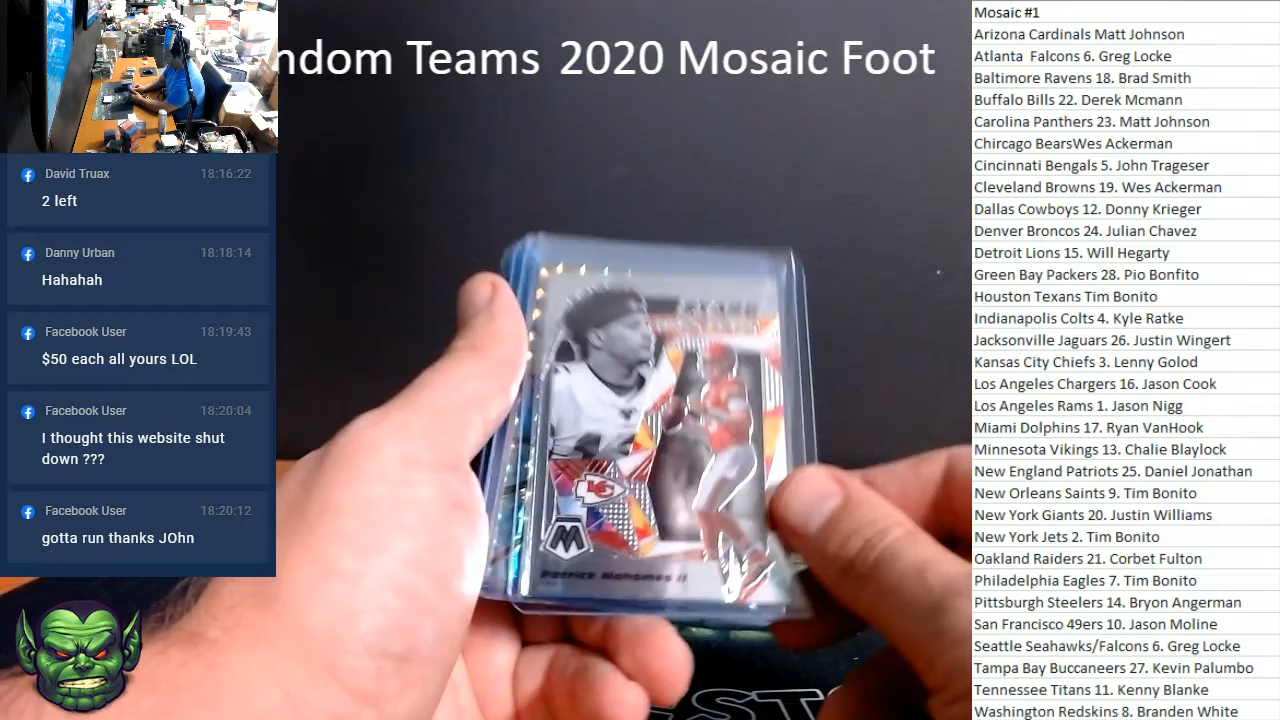 ndom Teams 2020 Mosaic Foot
David Truax 18:16:22
2 left
Danny Urban 18:18:14
Hahahah
Facebook User 18:19:43
$50 each all yours LOL
Facebook User 18:20:04
I thought this website shut
down ???
Facebook User 18:20:12
gotta run thanks JOhn
KC
Patrick Mahomes II
Mosaic #1
Arizona Cardinals Matt Johnson
Atlanta  Falcons 6. Greg Locke
Baltimore Ravens 18. Brad Smith
Buffalo Bills 22. Derek Mcmann
Carolina Panthers 23. Matt Johnson
Chircago BearsWes Ackerman
Cincinnati Bengals 5. John Trageser
Cleveland Browns 19. Wes Ackerman
Dallas Cowboys 12. Donny Krieger
Denver Broncos 24. Julian Chavez
Detroit Lions 15. Will Hegarty
Green Bay Packers 28. Pio Bonfito
Houston Texans Tim Bonito
Indianapolis Colts 4. Kyle Ratke
Jacksonville Jaguars 26. Justin Wingert
Kansas City Chiefs 3. Lenny Golod
Los Angeles Chargers 16. Jason Cook
Los Angeles Rams 1. Jason Nigg
Miami Dolphins 17. Ryan VanHook
Minnesota Vikings 13. Chalie Blaylock
New England Patriots 25. Daniel Jonathan
New Orleans Saints 9. Tim Bonito
New York Giants 20. Justin Williams
New York Jets 2. Tim Bonito
Oakland Raiders 21. Corbet Fulton
Philadelphia Eagles 7. Tim Bonito
Pittsburgh Steelers 14. Bryon Angerman
San Francisco 49ers 10. Jason Moline
Seattle Seahawks/Falcons 6. Greg Locke
Tampa Bay Buccaneers 27. Kevin Palumbo
Tennessee Titans 11. Kenny Blanke
Washington Redskins 8. Branden White